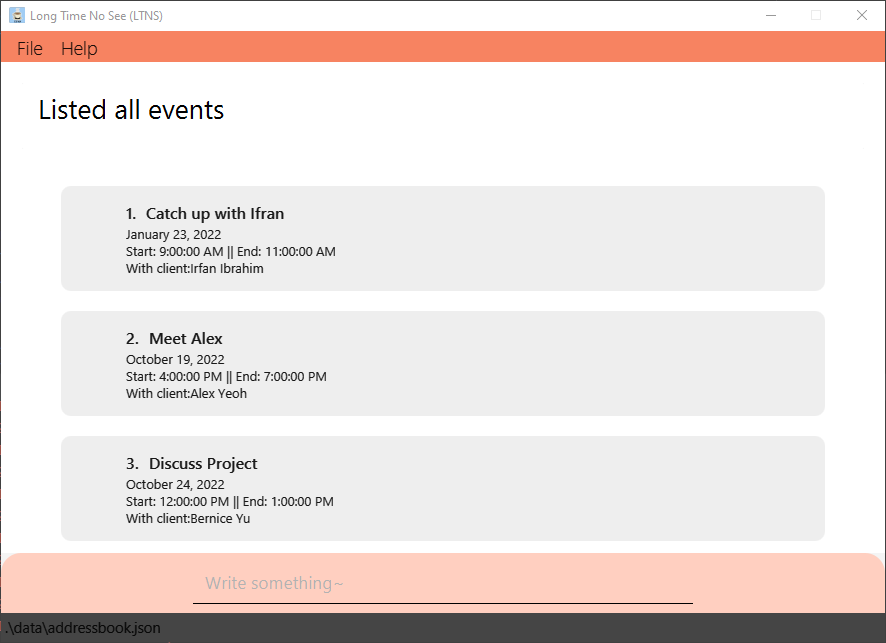 Long Time No See (LTNS)
File Help
Listed all events
1. Catch up with Ifran
January 23, 2022
Start: 9:00:00 AM || End: 11:00:00 AM
With client:Irfan Ibrahim
2. Meet Alex
October 19, 2022
Start: 4:00:00 PM || End: 7:00:00 PM
With client:Alex Yeoh
3. Discuss Project
October 24, 2022
Start: 12:00:00 PM || End: 1:00:00 PM
With client:Bernice Yu
Write something~
.\data\addressbook.json